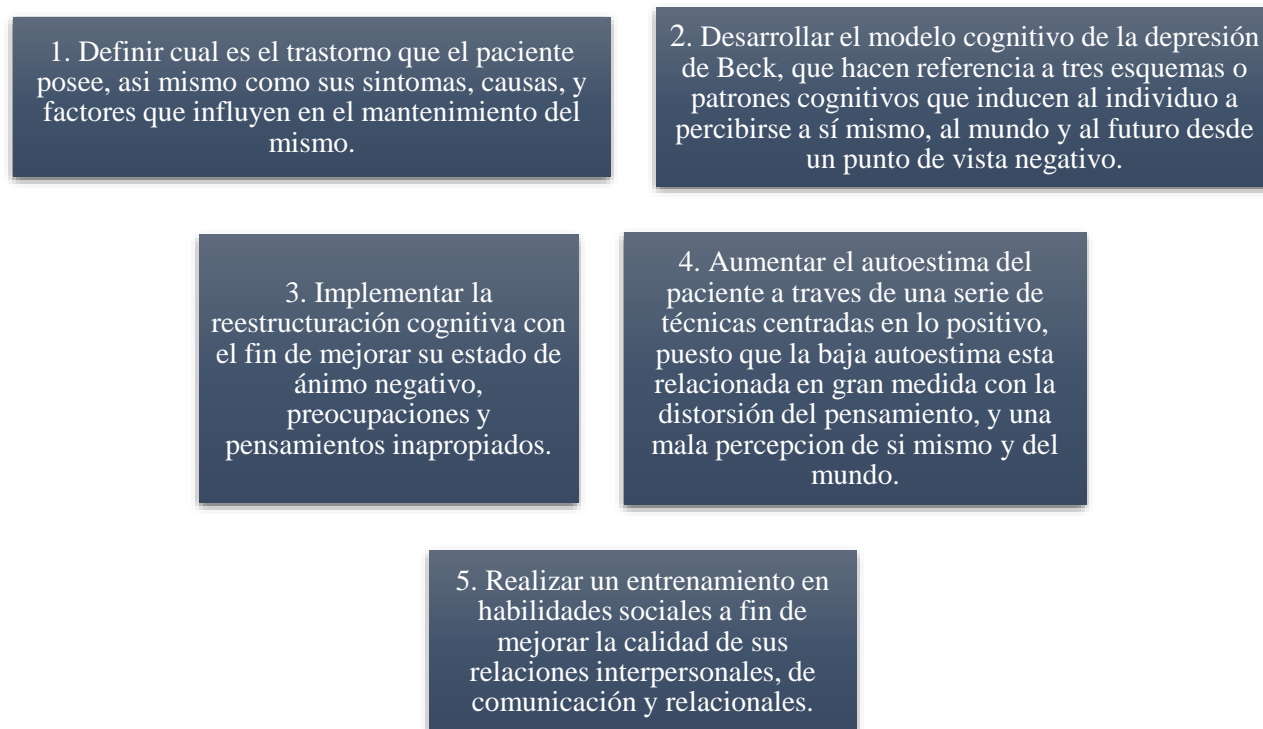 1. Definir cual es el trastorno que el paciente
posee, asi mismo como sus sintomas, causas, y
factores que influyen en el mantenimiento del
mismo.
2. Desarrollar el modelo cognitivo de la depresión
de Beck, que hacen referencia a tres esquemas o
patrones cognitivos que inducen al individuo a
percibirse a sí mismo, al mundo y al futuro desde
un punto de vista negativo.
3. Implementar la
reestructuración cognitiva con
el fin de mejorar su estado de
ánimo negativo,
preocupaciones y
pensamientos inapropiados.
4. Aumentar el autoestima del
paciente a traves de una serie de
técnicas centradas en lo positivo,
puesto que la baja autoestima esta
relacionada en gran medida con la
distorsión del pensamiento, y una
mala percepcion de si mismo y del
mundo.
5. Realizar un entrenamiento en
habilidades sociales a fin de
mejorar la calidad de sus
relaciones interpersonales, de
comunicación y relacionales.